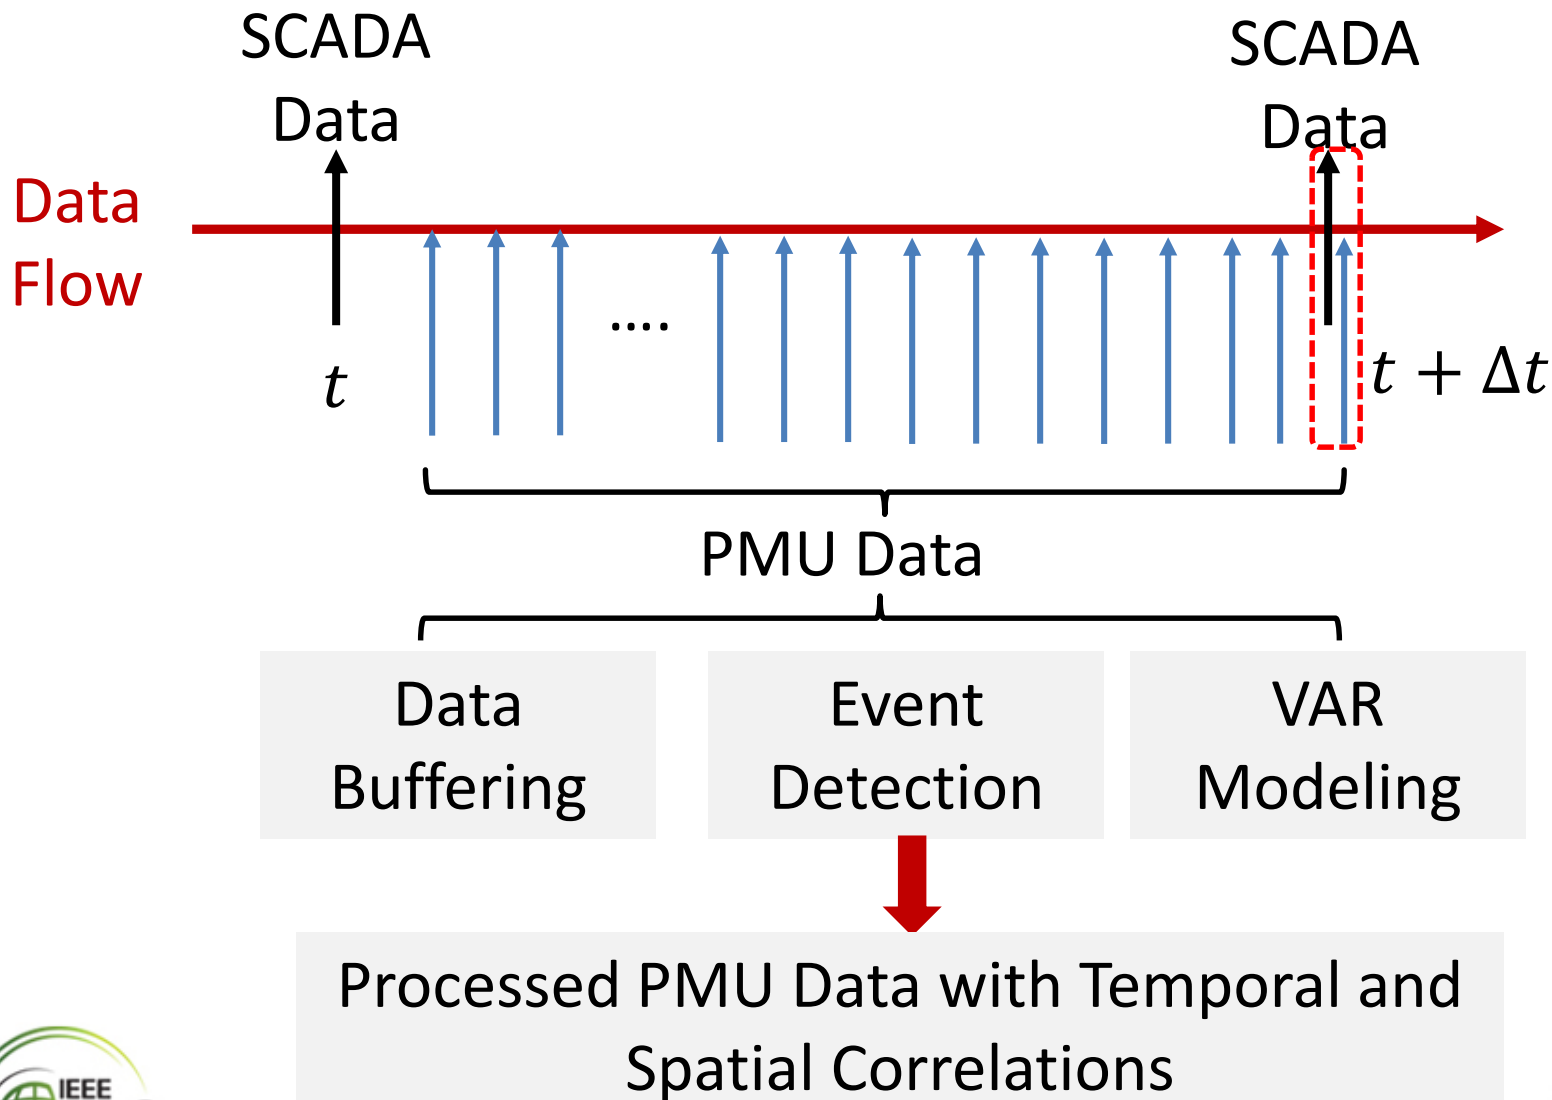 SCADA
Data
SCADA
Data
Data
Flow
....
t
t + Δt
PMU Data
Data
Buffering
Event
Detection
VAR
Modeling
Processed PMU Data with Temporal and
Spatial Correlations
IEEE